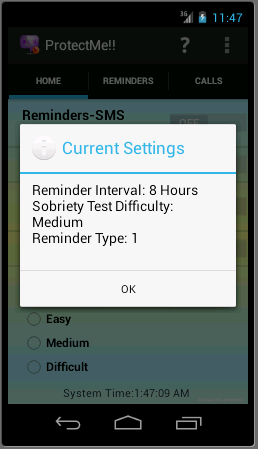 3G 11:47
ProtectMe!! ?
HOME REMINDERS CALLS
Reminders-SMS OFF
Current Settings
Reminder Interval: 8 Hours
Sobriety Test Difficulty:
Medium
Reminder Type: 1
OK
Easy
Medium
Difficult
System Time:1:47:09 AM